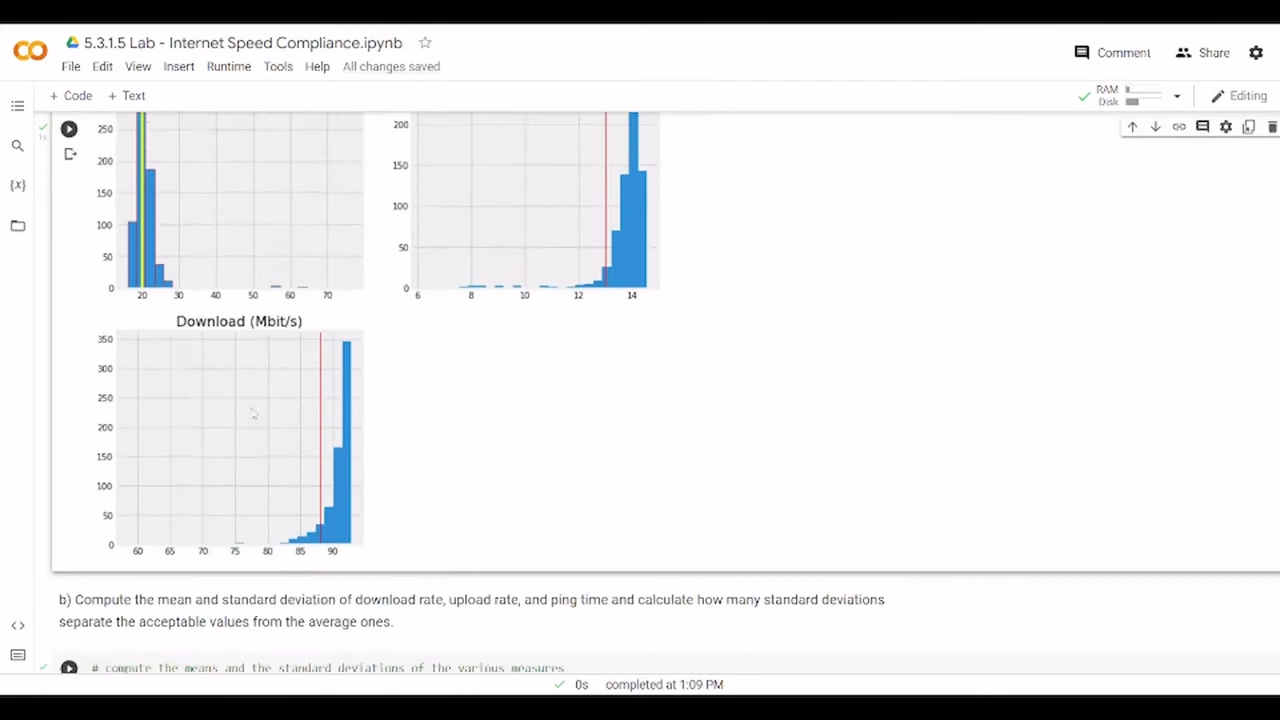 5.3.1.5 Lab - Internet Speed Compliance.ipynb
Comment
Share
File Edit View Insert Runtime Tools Help All changes saved
+ Code + Text
RAM
Disk
Editing
1s
{x}
250
200
150
100
50
0
20 30 40 50 60 70
200
150
100
50
0
6 8 10 12 14
Download (Mbit/s)
350
300
250
200
150
100
50
0
60 65 70 75 80 85 90
b) Compute the mean and standard deviation of download rate, upload rate, and ping time and calculate how many standard deviations
separate the acceptable values from the average ones.
# compute the means and the standard deviations of the various measures
0s completed at 1:09 PM